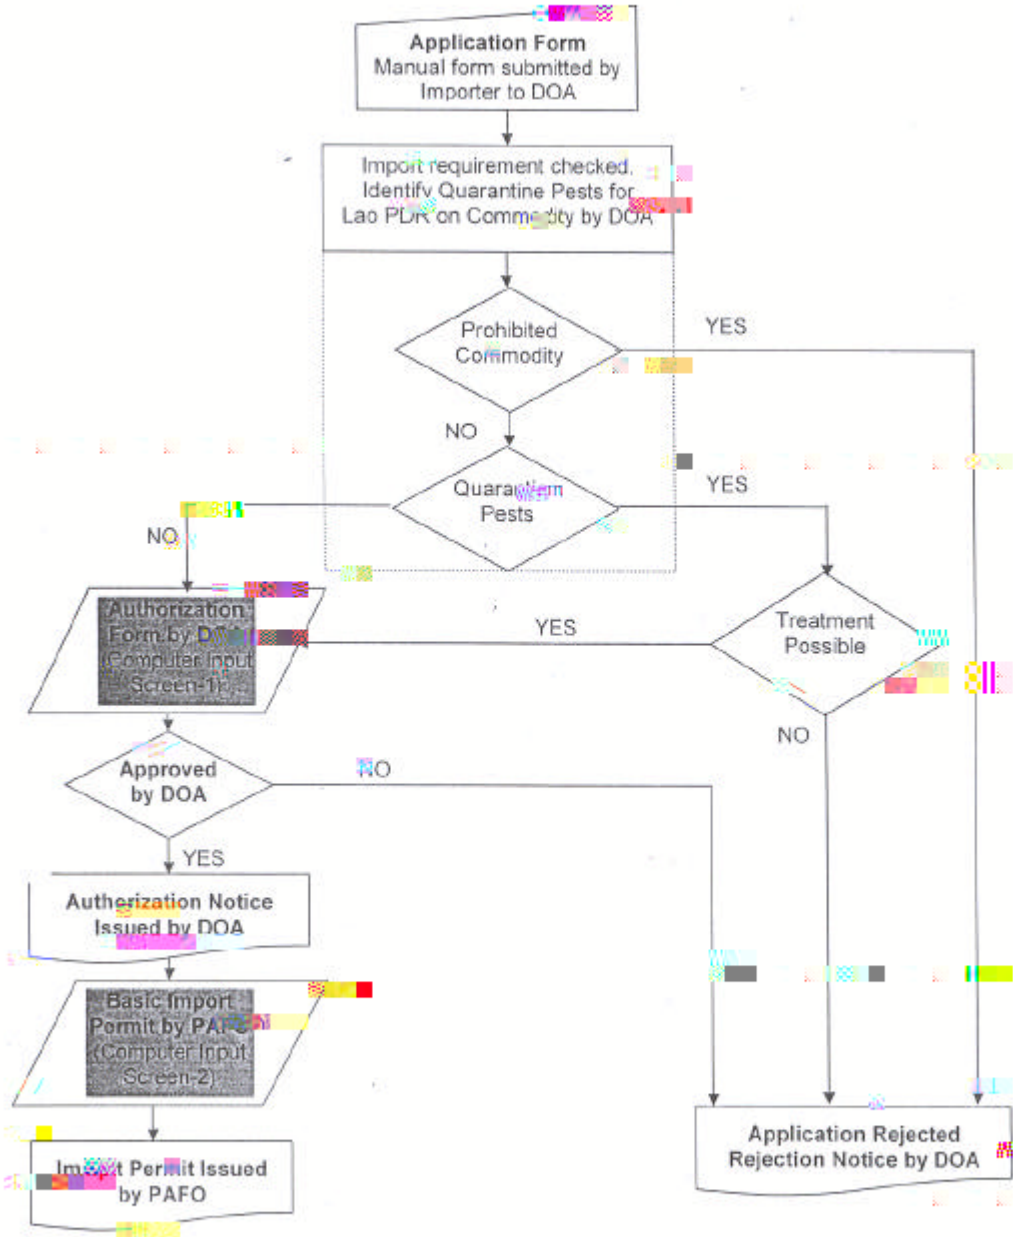 Application Form
Manual form submitted by
Importer to DOA
Import requirement checked.
Identify Quarantine Pests for
Lao PDR on Commodity by DOA
Prohibited
Commodity
YES
NO
Pests
YES
NO
Authorization
Form by
(Computer Input
Screen-1)
YES
Treatment
Possible
NO
Approved
by DOA
NO
YES
Authorization Notice
Issued by DOA
Basic Import
Permit by PAFO
(Computer Input
Screen-2)
Import Permit Issued
by PAFO
Application Rejected
Rejection Notice by DOA